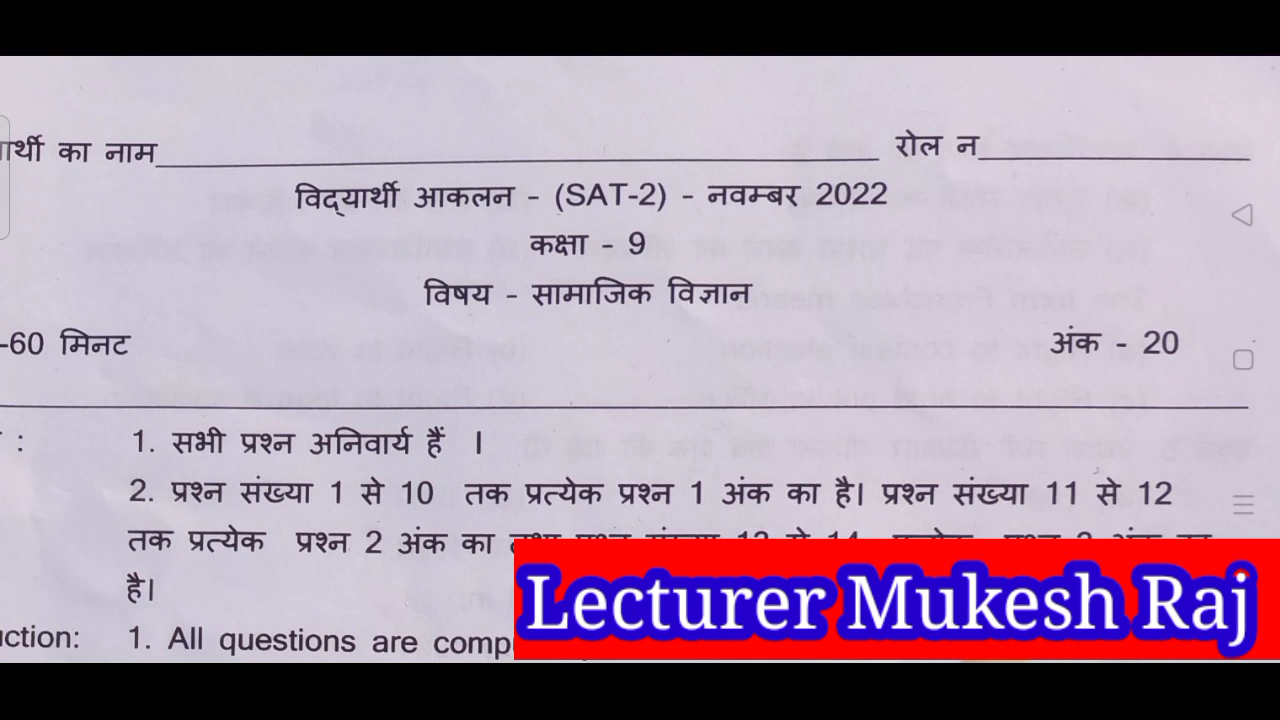 ार्थी का नाम रोल न
विद्यार्थी आकलन - (SAT-2) - नवम्बर 2022
कक्षा - 9
विषय - सामाजिक विज्ञान
-60 मिनट अंक - 20
: 1. सभी प्रश्न अनिवार्य हैं ।
2. प्रश्न संख्या 1 से 10 तक प्रत्येक प्रश्न 1 अंक का है। प्रश्न संख्या 11 से 12
तक प्रत्येक प्रश्न 2 अंक का
है।
uction: 1. All questions are comp
Lecturer Mukesh Raj